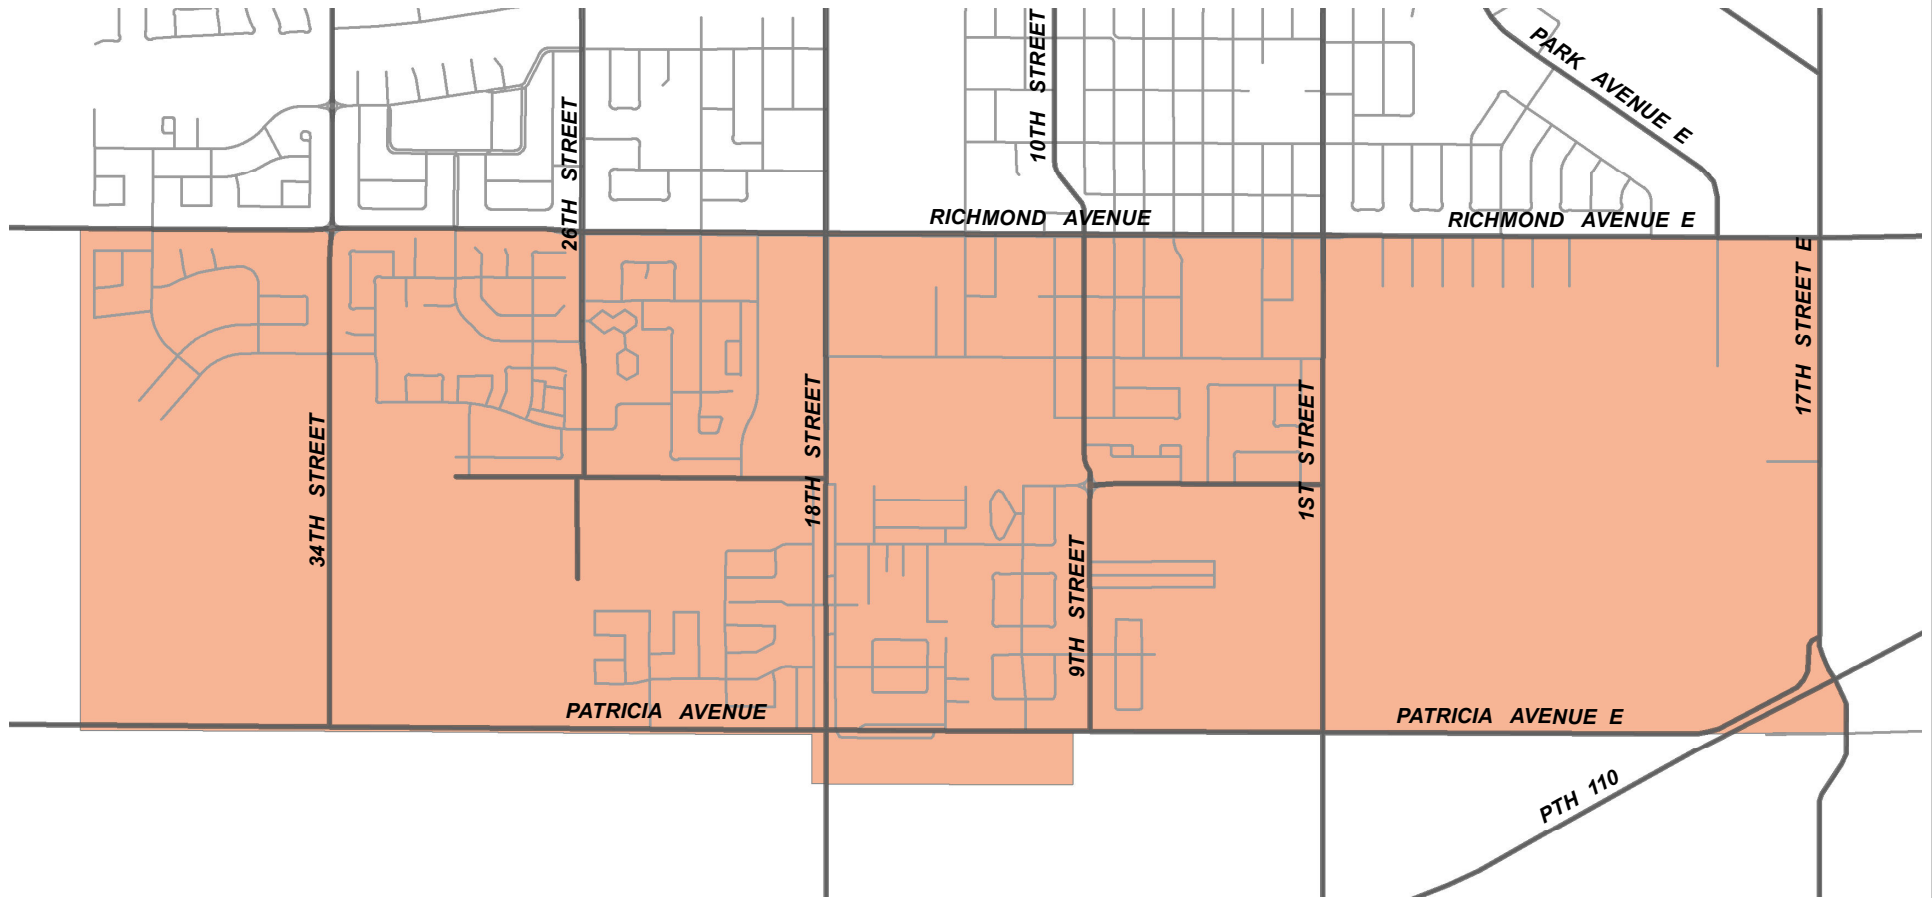 PARK AVENUE E
10TH STREET
26TH STREET
RICHMOND AVENUE
RICHMOND AVENUE E
17TH STREET E
34TH STREET
18TH STREET
1ST STREET
9TH STREET
PATRICIA AVENUE
PATRICIA AVENUE E
PTH 110